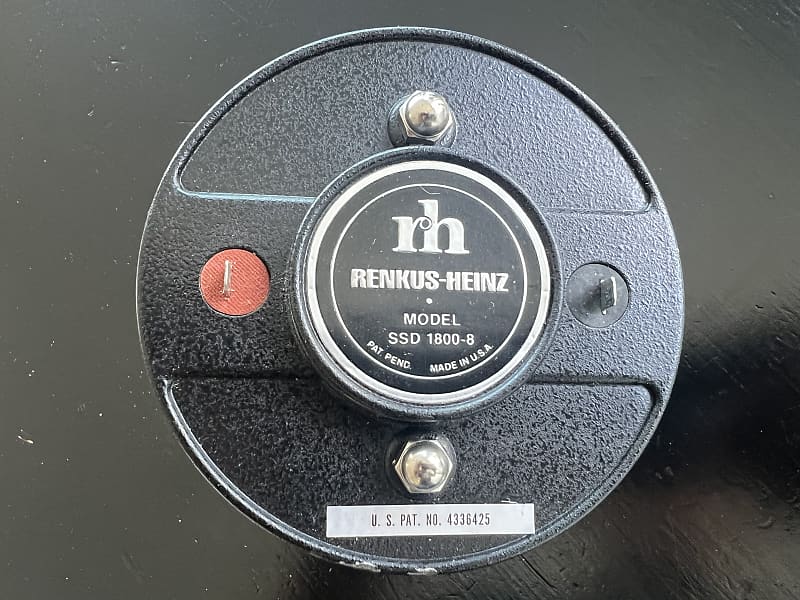 rh
RENKUS-HEINZ
MODEL
SSD 1800-8
PAT. PEND. MADE IN U.S.A.
U. S. PAT. NO. 4336425